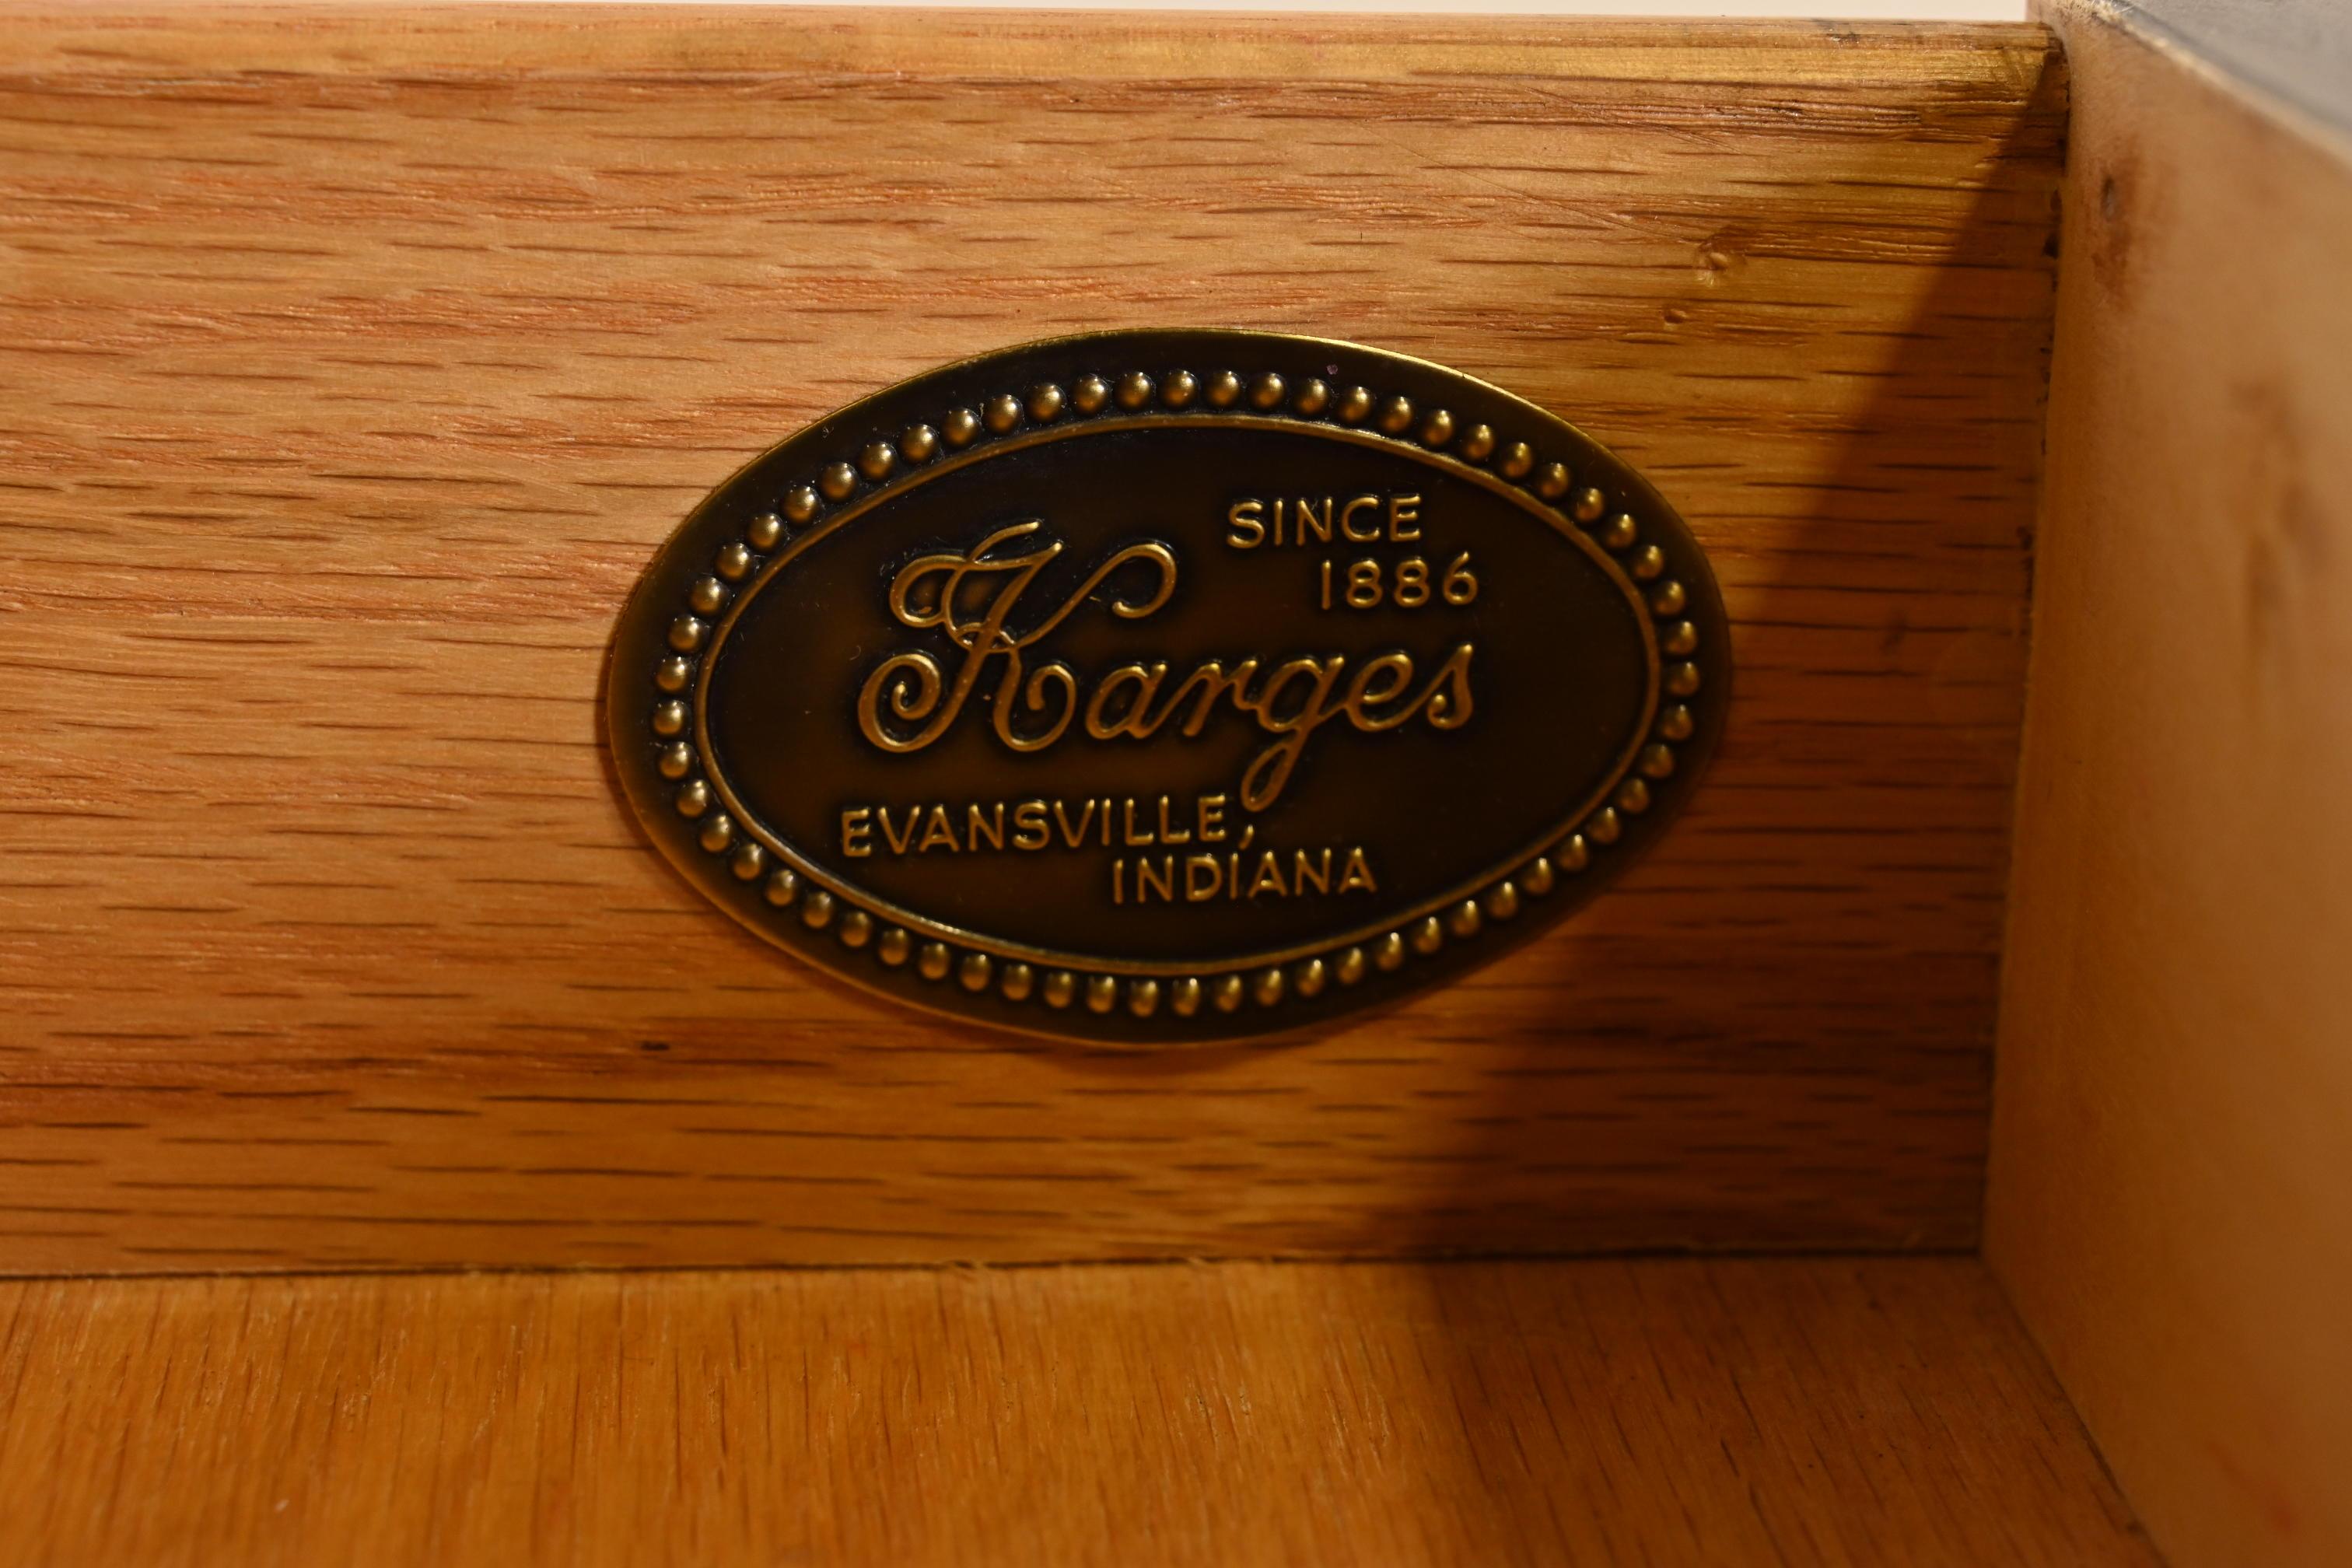 SINCE
1886
Karges
EVANSVILLE,
INDIANA